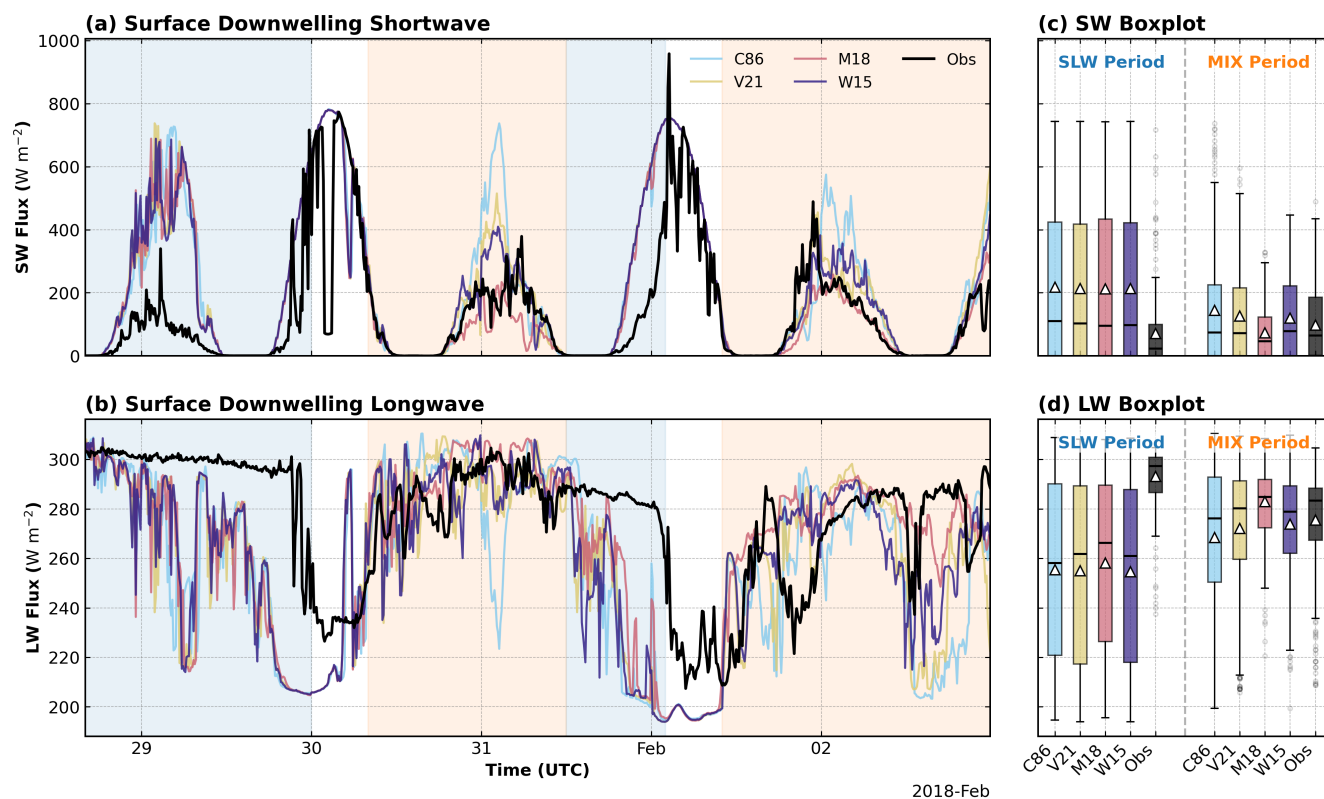 (a) Surface Downwelling Shortwave
1000
800
600
400
200
0
SW Flux (W m⁻²)
C86
V21
M18
W15
Obs
(c) SW Boxplot
SLW Period
MIX Period
(b) Surface Downwelling Longwave
300
280
260
240
220
200
LW Flux (W m⁻²)
29
30
31
Feb
02
Time (UTC)
2018-Feb
(d) LW Boxplot
SLW Period
MIX Period
C86
V21
M18
W15
Obs
C86
V21
M18
W15
Obs